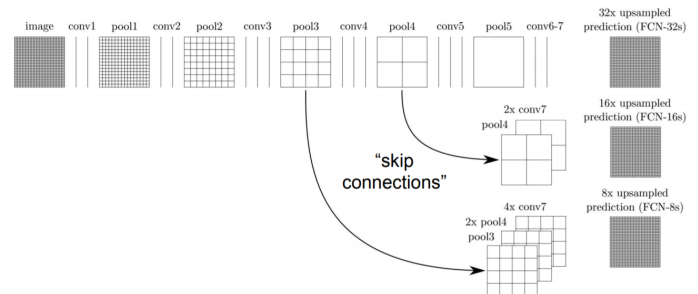 image conv1 pool1 conv2 pool2 conv3 pool3 conv4 pool4 conv5 pool5 conv6-7
32x upsampled
prediction (FCN-32s)
2x conv7
pool4
16x upsampled
prediction (FCN-16s)
“skip
connections”
4x conv7
2x pool4
pool3
8x upsampled
prediction (FCN-8s)